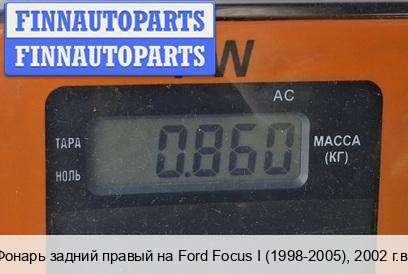 FINNAUTOPARTS
FINNAUTOPARTS
W
AC
ТАРА
0.860
МАССА
(КГ)
НОЛЬ
Фонарь задний правый на Ford Focus I (1998-2005), 2002 г.в